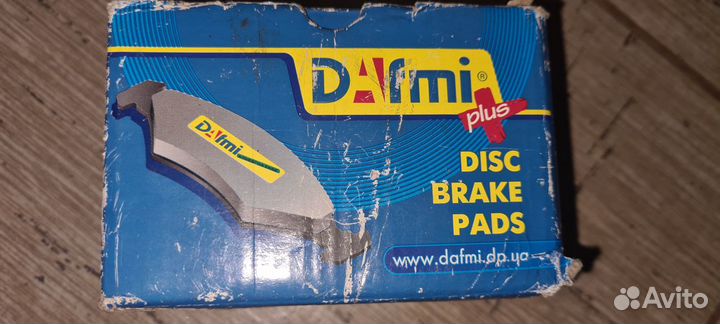 DAfmi®
plus
DAfmi
DISC
BRAKE
PADS
www.dafmi.dp.ua
Avito